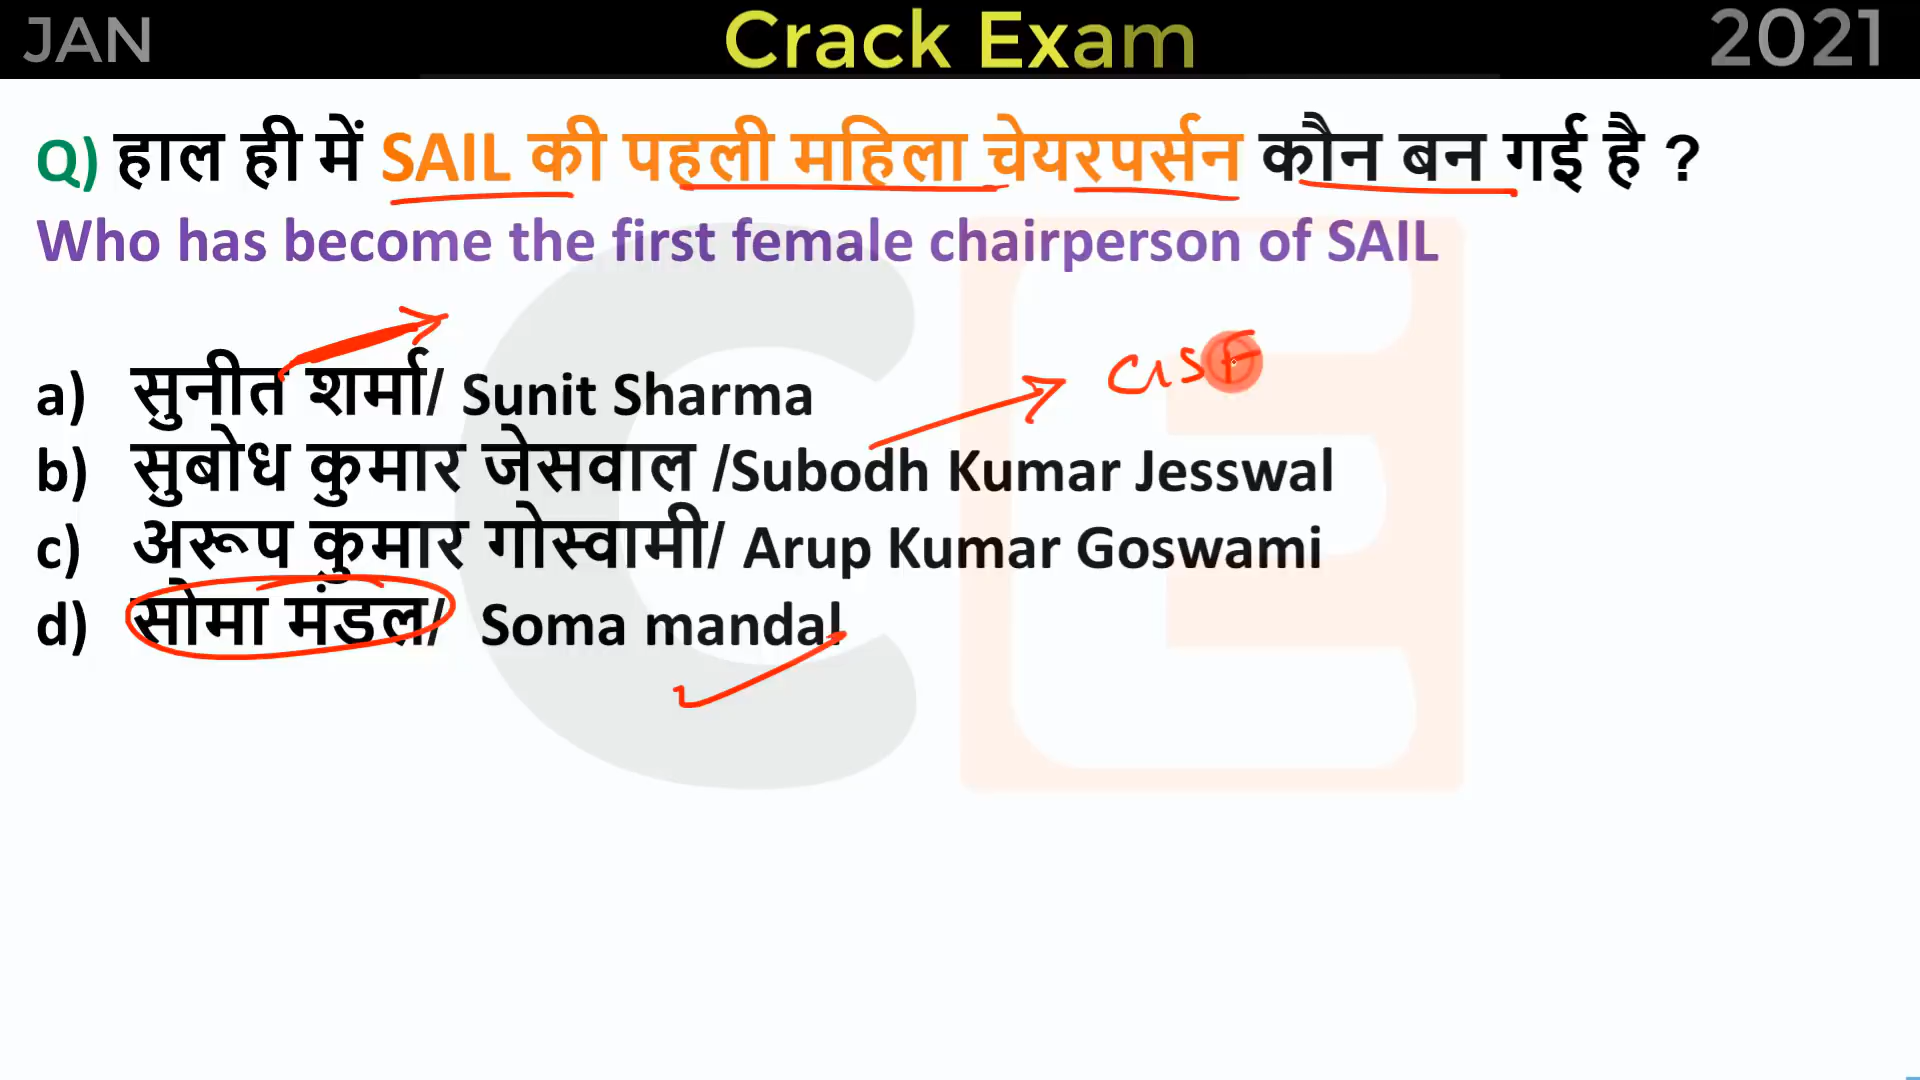 JAN Crack Exam 2021
Q) हाल ही में SAIL की पहली महिला चेयरपर्सन कौन बन गई है ?
Who has become the first female chairperson of SAIL
a) सुनीत शर्मा/ Sunit Sharma
CISF
b) सुबोध कुमार जेसवाल /Subodh Kumar Jesswal
c) अरूप कुमार गोस्वामी/ Arup Kumar Goswami
d) सोमा मंडल/ Soma mandal
CE